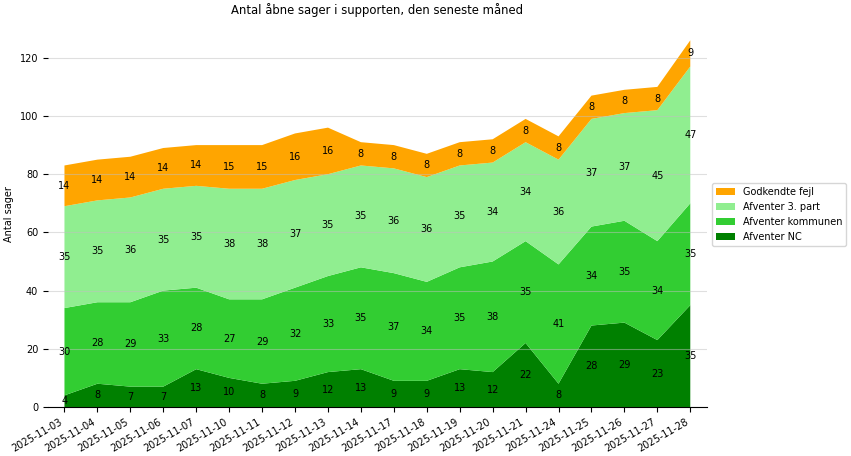 Antal åbne sager i supporten, den seneste måned
Antal sager
120
100
80
60
40
20
0
14 14 14 14 14 15 15 16 16 8 8 8 8 8 8 8 8 8 8 9
35 35 36 35 35 38 38 37 35 35 36 36 35 34 34 36 37 37 45 47
30 28 29 33 28 27 29 32 33 35 37 34 35 38 35 41 34 35 34 35
4 8 7 7 13 10 8 9 12 13 9 9 13 12 22 8 28 29 23 35
2025-11-03 2025-11-04 2025-11-05 2025-11-06 2025-11-07 2025-11-10 2025-11-11 2025-11-12 2025-11-13 2025-11-14 2025-11-17 2025-11-18 2025-11-19 2025-11-20 2025-11-21 2025-11-24 2025-11-25 2025-11-26 2025-11-27 2025-11-28
Godkendte fejl
Afventer 3. part
Afventer kommunen
Afventer NC